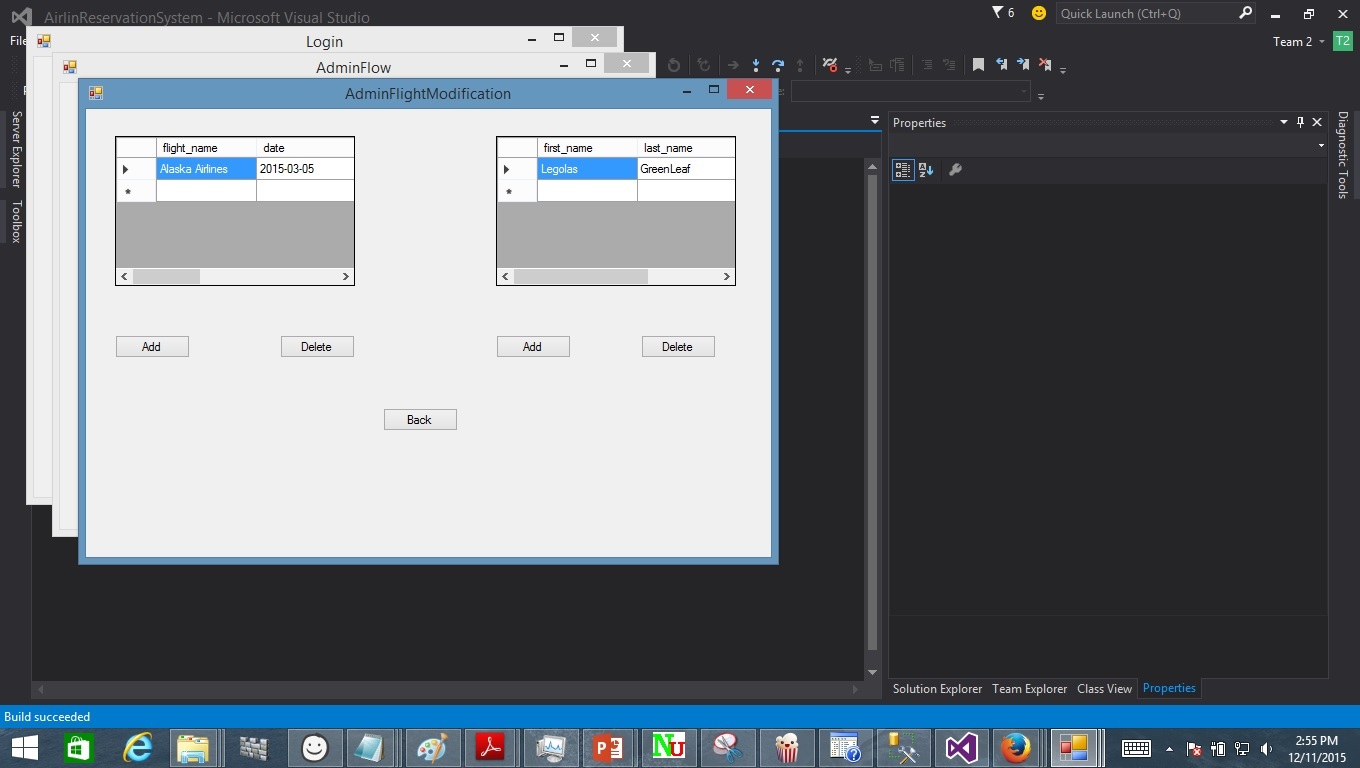 AirlinReservationSystem - Microsoft Visual Studio
6
Quick Launch (Ctrl+Q)
File
Team 2
T2
Login
AdminFlow
AdminFlightModification
Server Explorer
Toolbox
flight_name date
Alaska Airlines 2015-03-05
first_name last_name
Legolas GreenLeaf
Add Delete
Add Delete
Back
Properties
Diagnostic Tools
Solution Explorer Team Explorer Class View Properties
Build succeeded
Nu
2:55 PM
12/11/2015